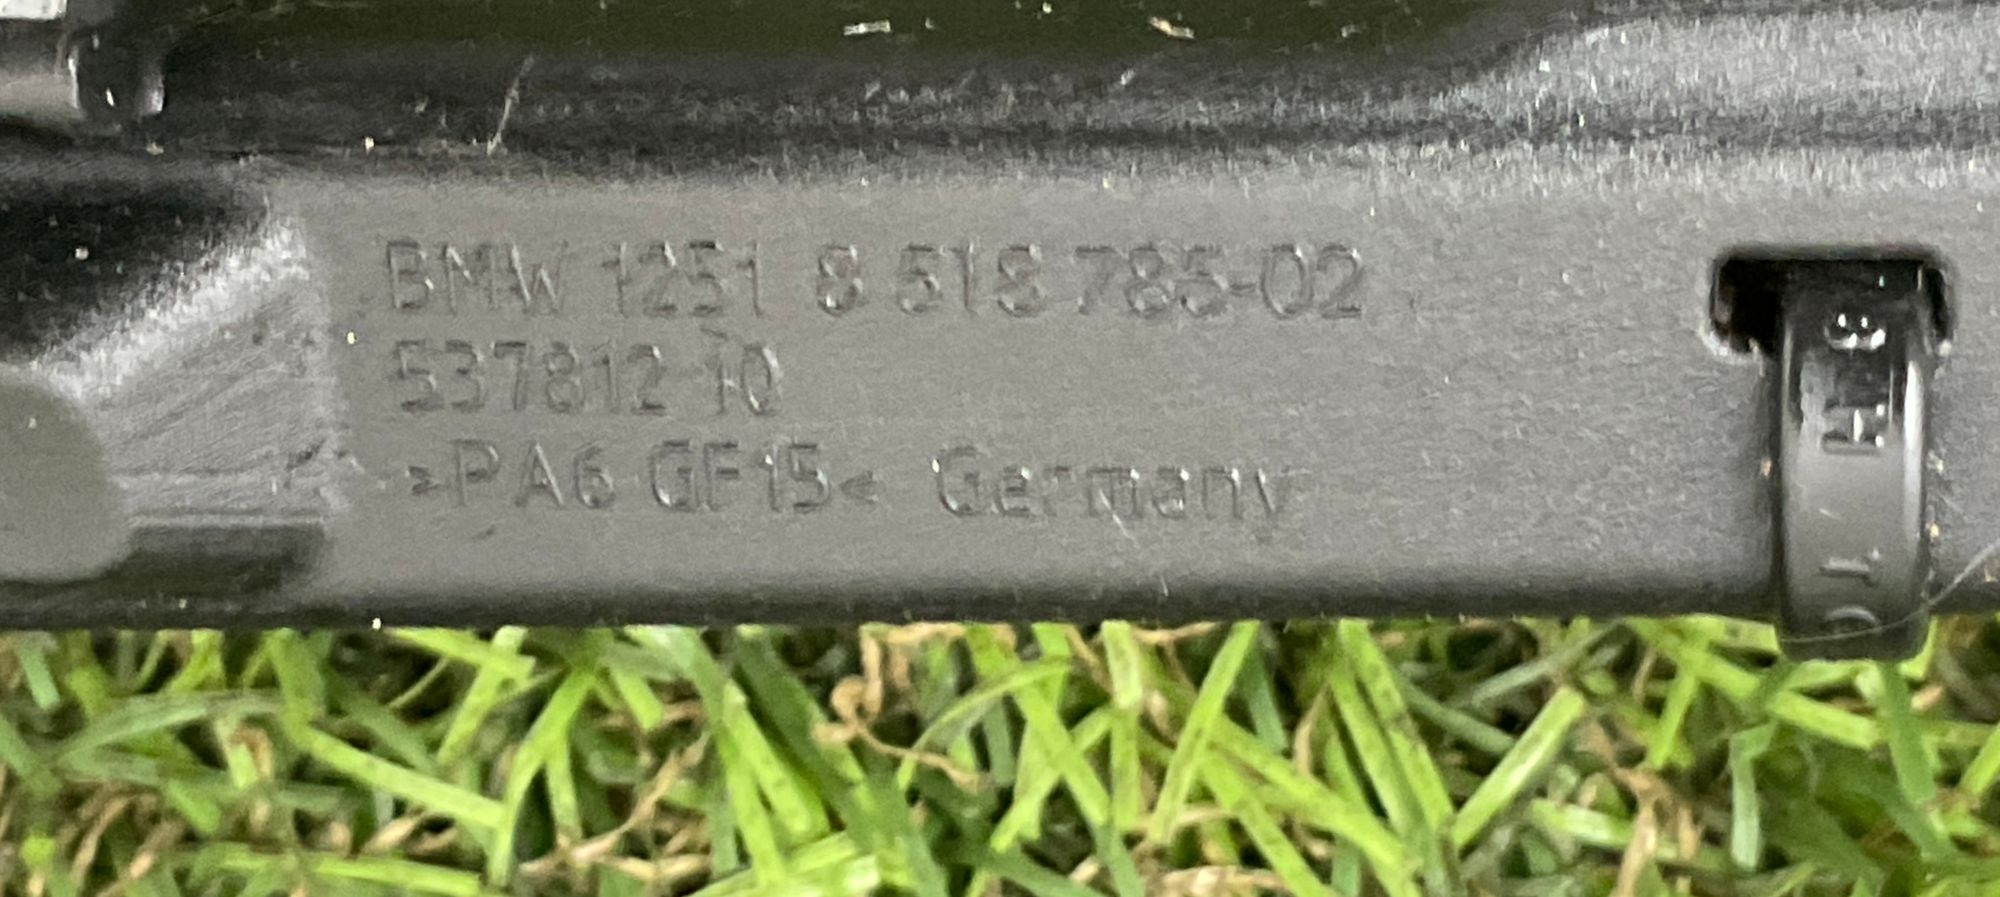 BMW 1251 8 518 785-02
537812 10
>PA6 GF15< Germany